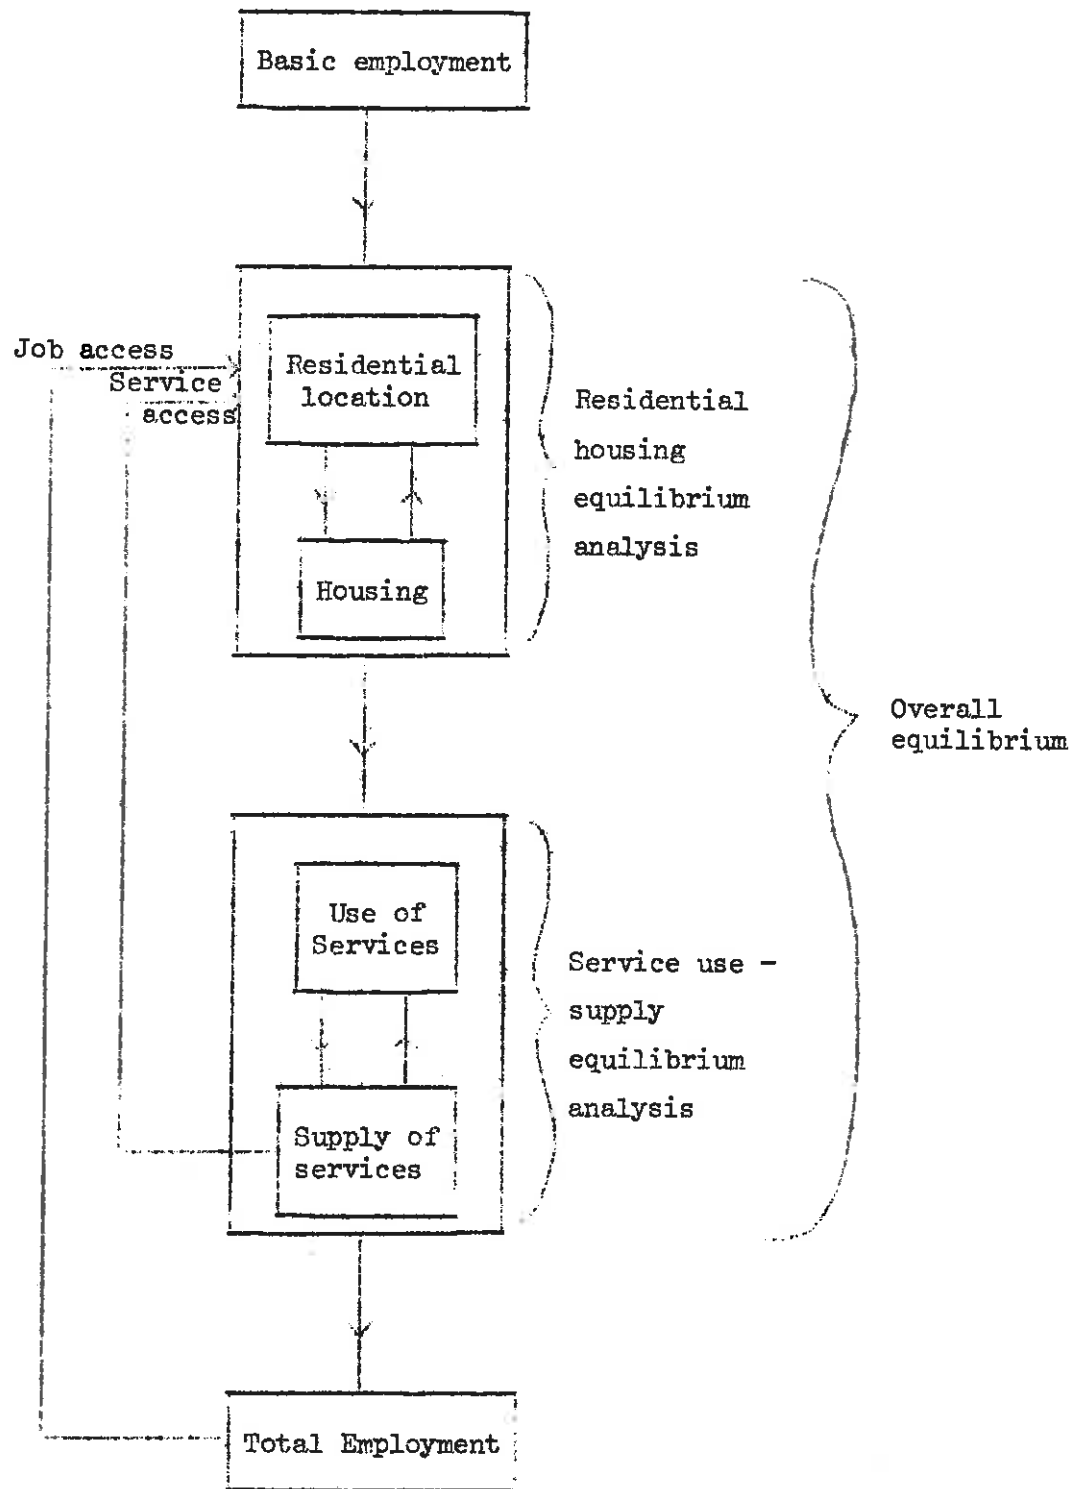 Basic employment
Job access
Service
access
Residential
location
Housing
Residential
housing
equilibrium
analysis
Overall
equilibrium
Use of
Services
Supply of
services
Service use -
supply
equilibrium
analysis
Total Employment